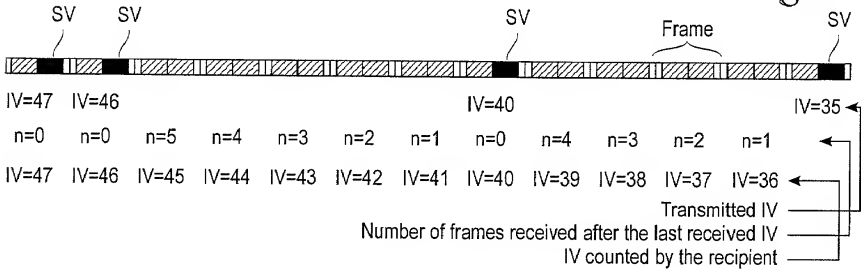 SV SV SV Frame SV
IV=47 IV=46 IV=40 IV=35
n=0 n=0 n=5 n=4 n=3 n=2 n=1 n=0 n=4 n=3 n=2 n=1
IV=47 IV=46 IV=45 IV=44 IV=43 IV=42 IV=41 IV=40 IV=39 IV=38 IV=37 IV=36
Transmitted IV
Number of frames received after the last received IV
IV counted by the recipient